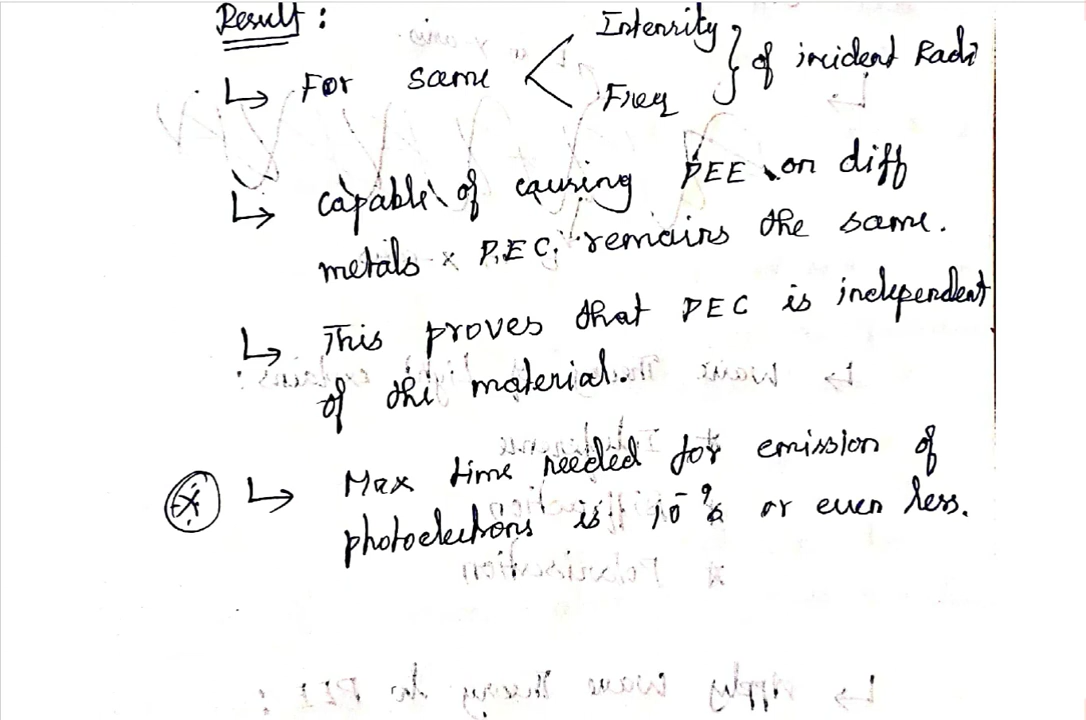 Result :
↳ For same < Intensity
Freq } of incident Radi
↳ capable of causing PEE on diff
metals x P.E.C. remains the same.
↳ This proves that PEC is independent
of the material.
(*) ↳ Max time needed for emission of
photoelectrons is 10⁻⁹ s or even less.